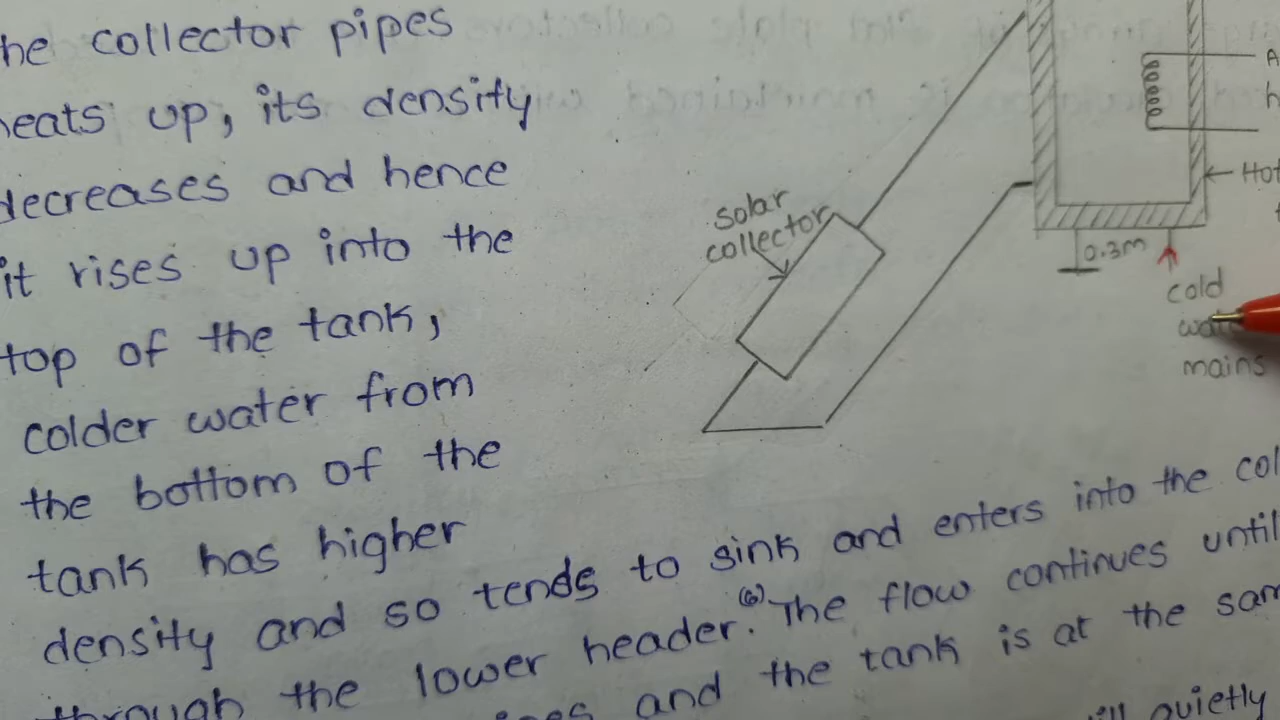 he collector pipes
heats up, its density
decreases and hence
it rises up into the
top of the tank,
colder water from
the bottom of the
tank has higher
density and so tends to sink and enters into the col
through the lower header. (6) The flow continues until
and the tank is at the sam
quietly
solar
collector
A
h
Hot
0.3m
cold
mains